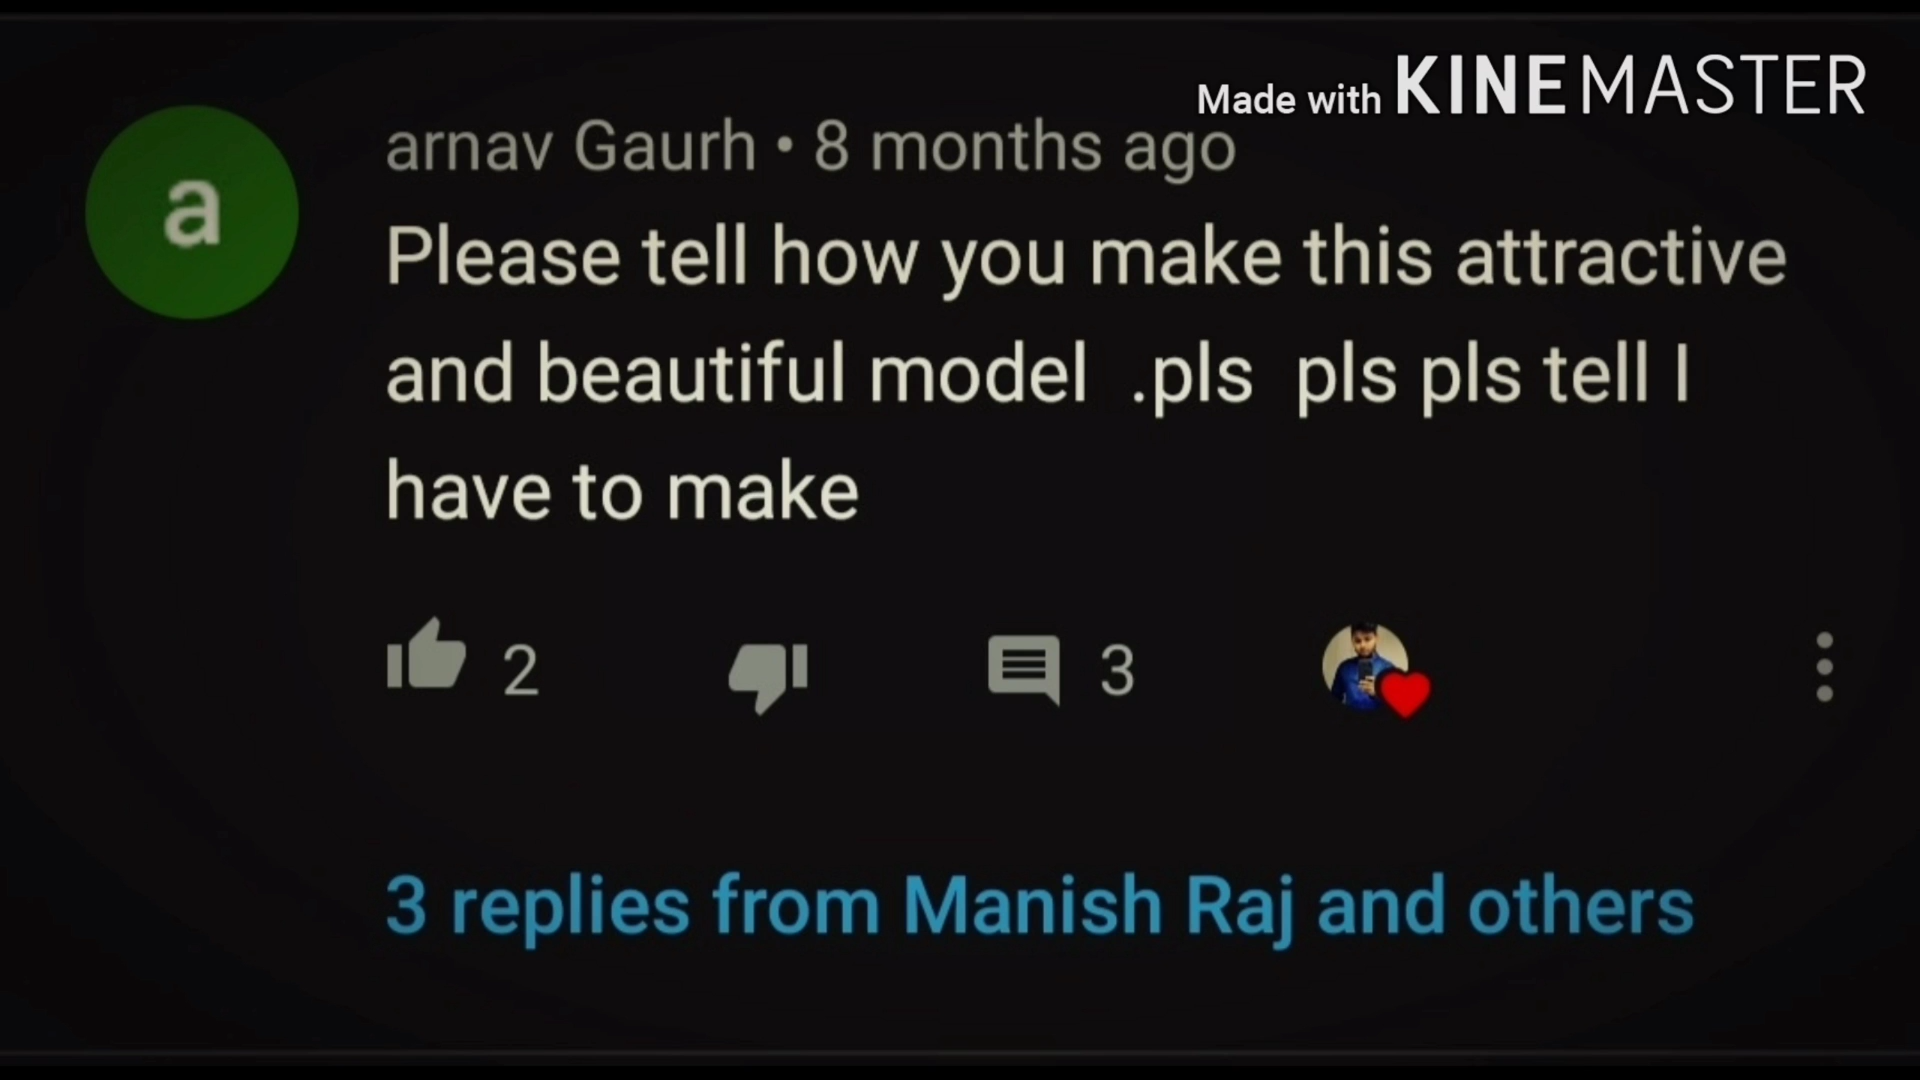 Made with KINEMASTER
a
arnav Gaurh • 8 months ago
Please tell how you make this attractive
and beautiful model  .pls  pls pls tell I
have to make
2
3
3 replies from Manish Raj and others